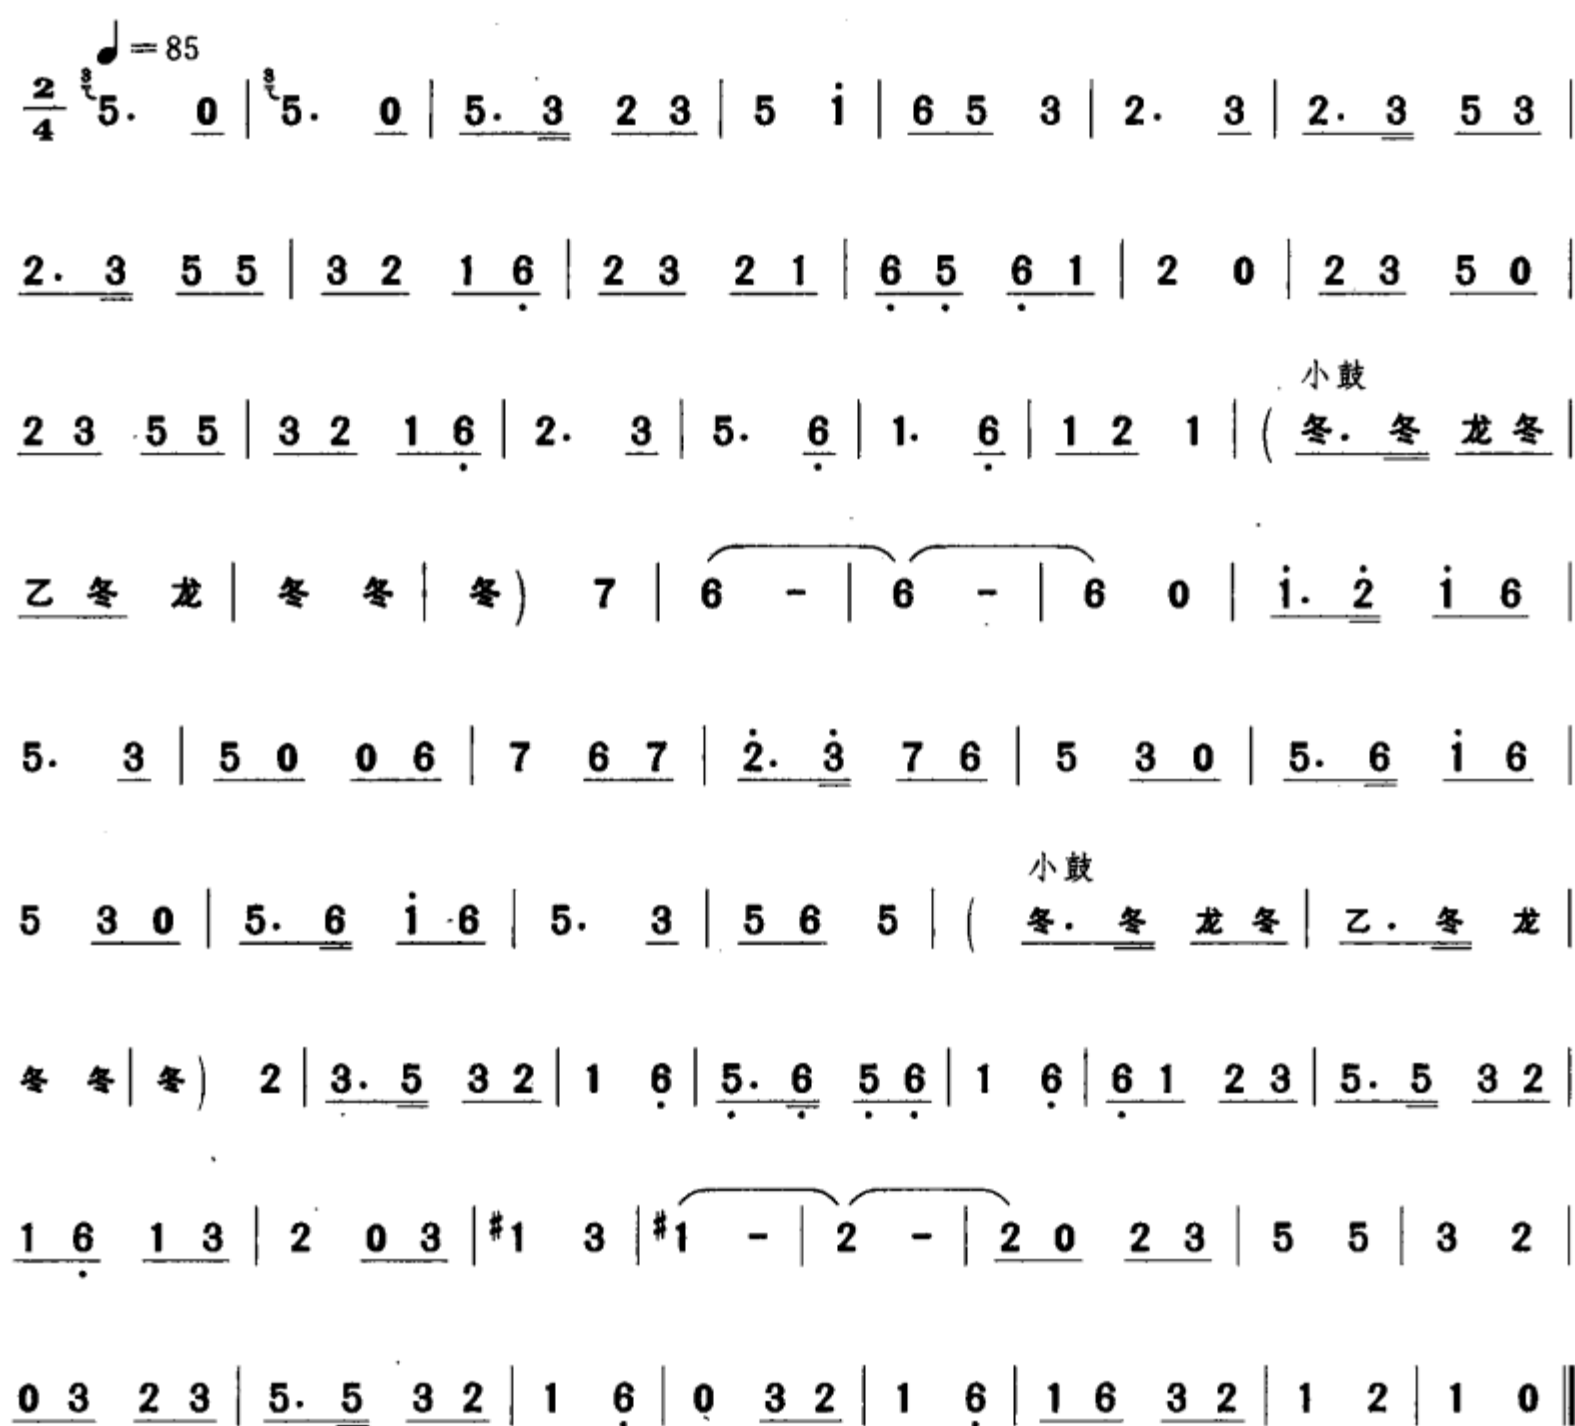 ♩=85
2/4 ³5. 0 | ³5. 0 | 5. 3 2 3 | 5 i̇ | 6 5 3 | 2. 3 | 2. 3 5 3 |
2. 3 5 5 | 3 2 1 6̣ | 2 3 2 1 | 6̣ 5̣ 6̣ 1 | 2 0 | 2 3 5 0 |
小鼓
2 3 5 5 | 3 2 1 6̣ | 2. 3 | 5. 6̣ | 1. 6̣ | 1 2 1 | ( 冬. 冬 龙 冬 |
乙 冬 龙 | 冬 冬 | 冬 ) 7 | 6 - | 6 - | 6 0 | 1̇. 2̇ 1̇ 6 |
5. 3 | 5 0 0 6 | 7 6 7 | 2̇. 3̇ 7 6 | 5 3 0 | 5. 6 1̇ 6 |
小鼓
5 3 0 | 5. 6 1̇ 6 | 5. 3 | 5 6 5 | ( 冬. 冬 龙 冬 | 乙. 冬 龙 |
冬 冬 | 冬 ) 2 | 3. 5 3 2 | 1 6̣ | 5̣. 6̣ 5̣ 6̣ | 1 6̣ | 6̣ 1 2 3 | 5. 5 3 2 |
1 6̣ 1 3 | 2 0 3 | #1 3 | #1 - | 2 - | 2 0 2 3 | 5 5 | 3 2 |
0 3 2 3 | 5. 5 3 2 | 1 6̣ | 0 3 2 | 1 6̣ | 1 6 3 2 | 1 2 | 1 0 ‖